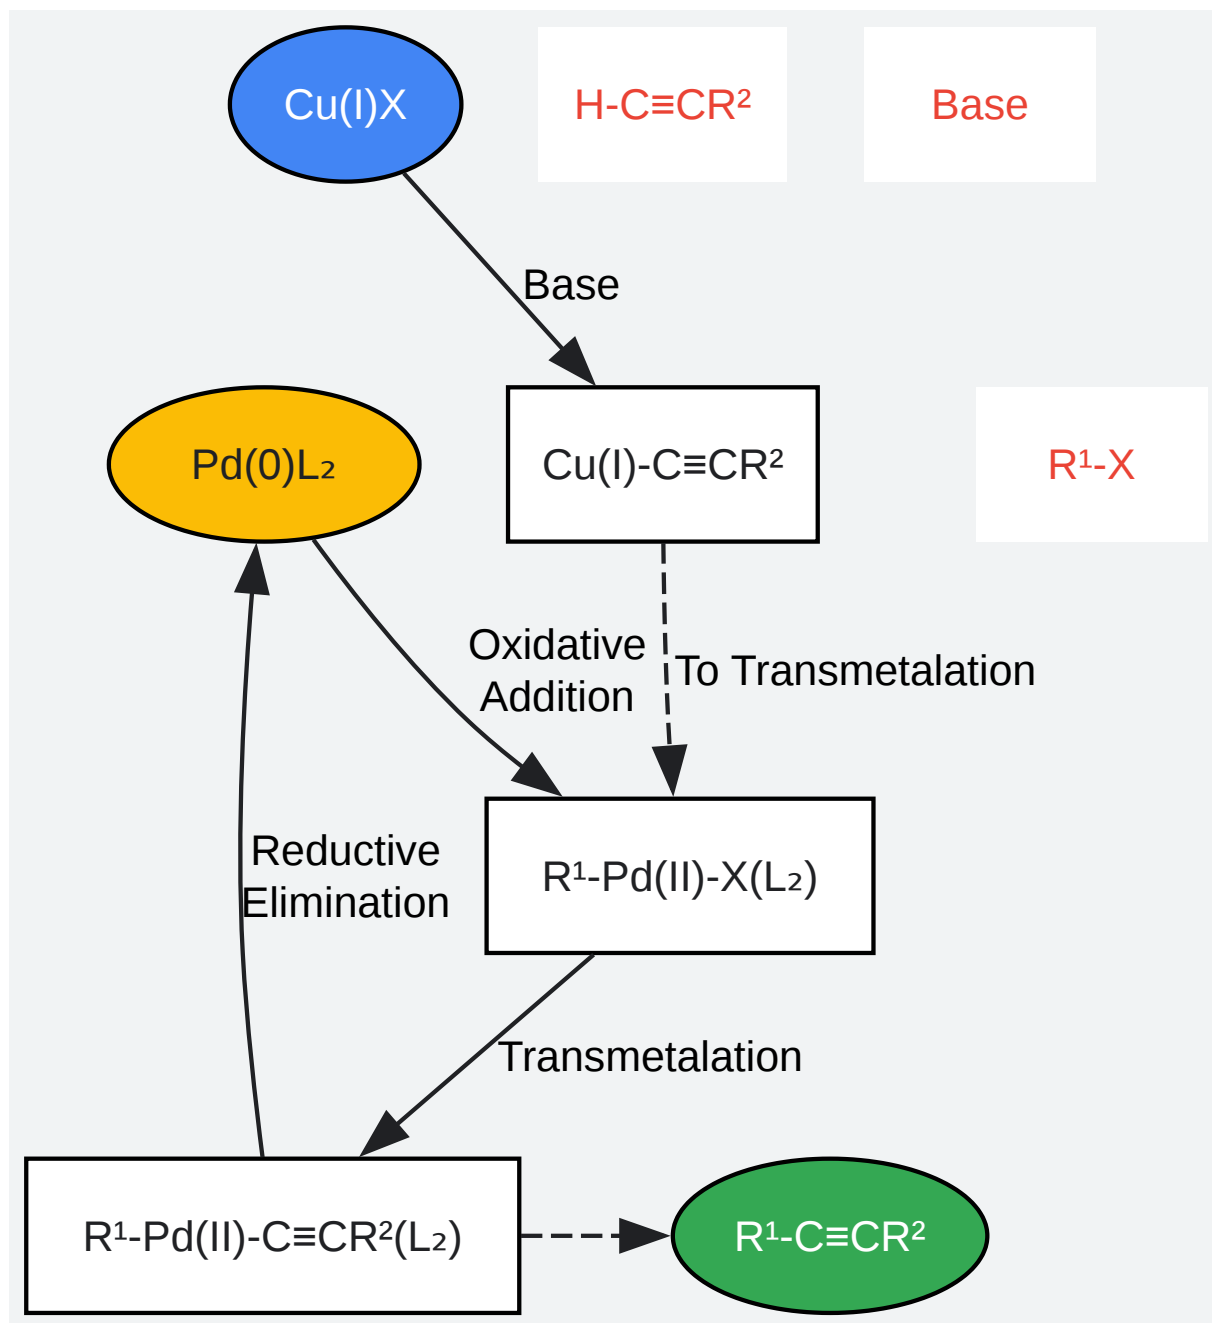 Cu(I)X
H-C≡CR²
Base
Base
Pd(0)L₂
Cu(I)-C≡CR²
R¹-X
Oxidative
Addition
To Transmetalation
Reductive
Elimination
R¹-Pd(II)-X(L₂)
Transmetalation
R¹-Pd(II)-C≡CR²(L₂)
R¹-C≡CR²